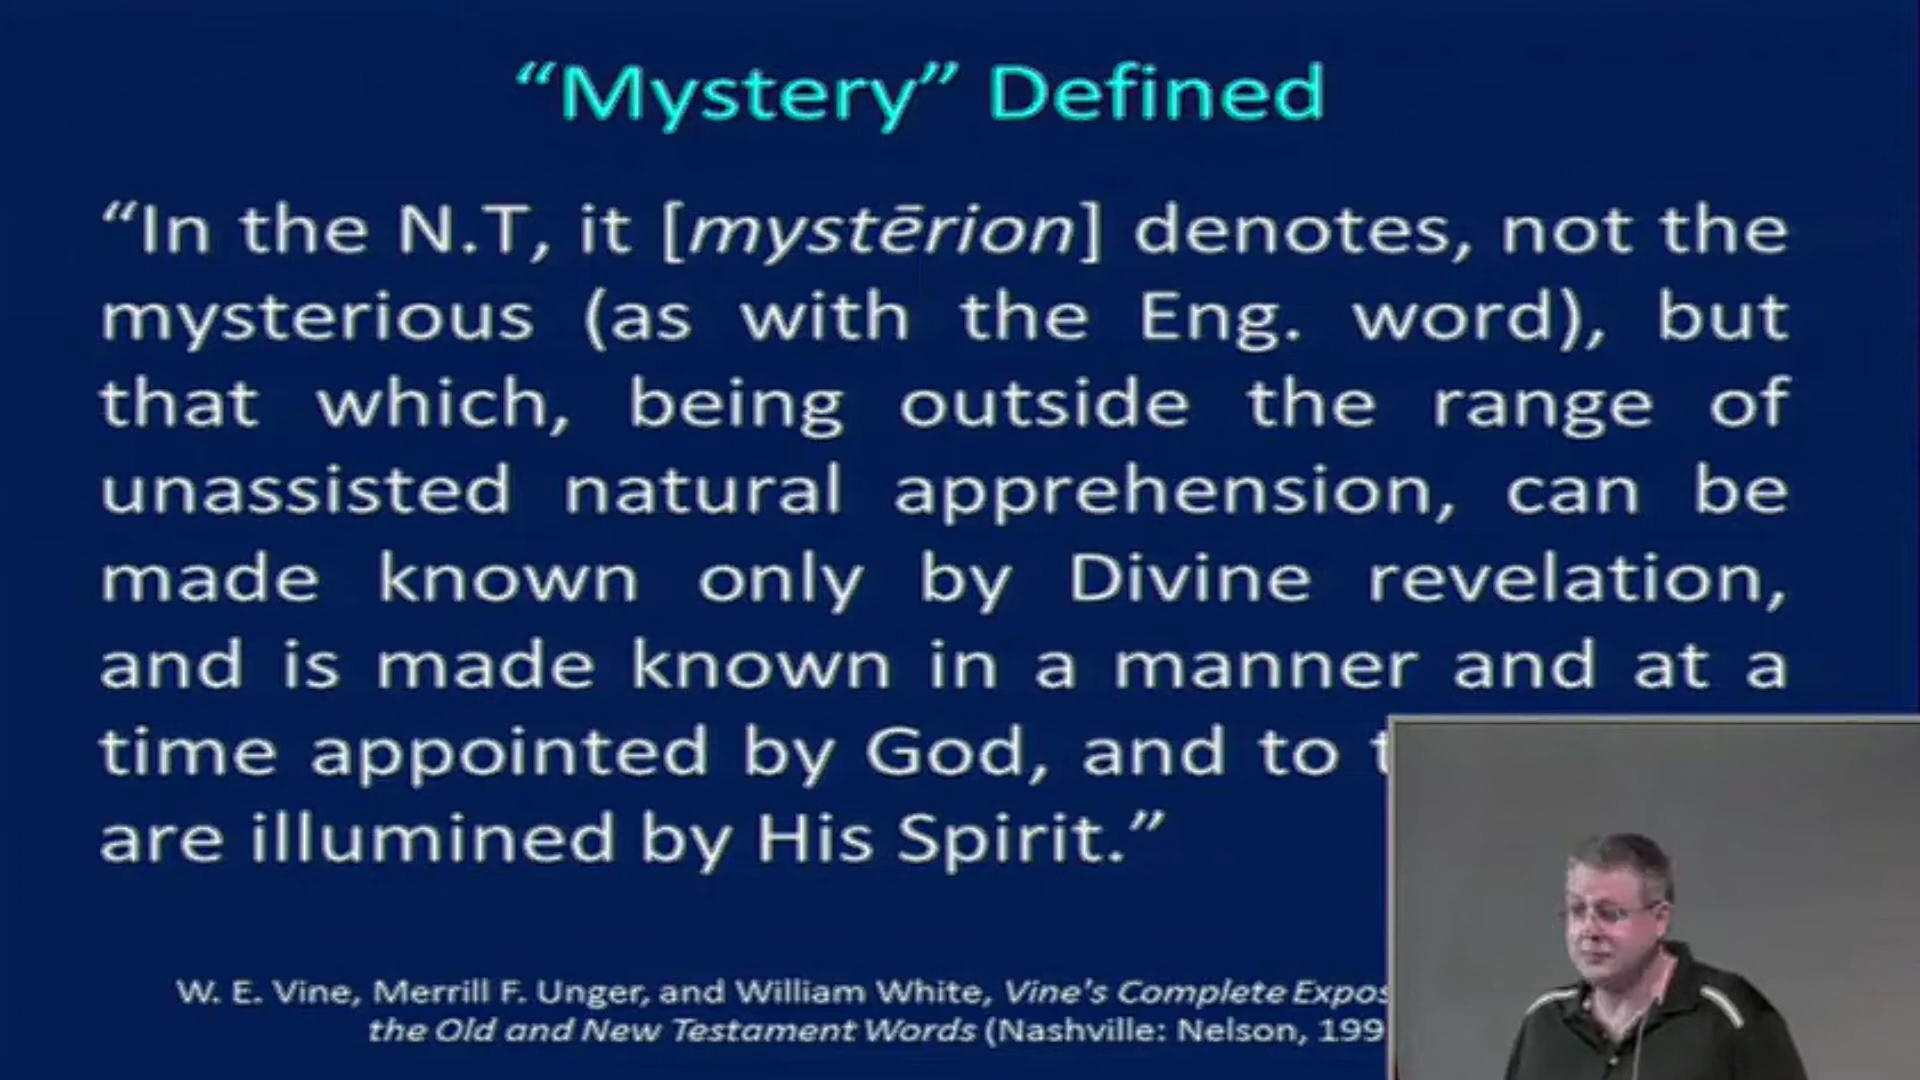 “Mystery” Defined
“In the N.T, it [mystērion] denotes, not the
mysterious (as with the Eng. word), but
that which, being outside the range of
unassisted natural apprehension, can be
made known only by Divine revelation,
and is made known in a manner and at a
time appointed by God, and to
are illumined by His Spirit.”
W. E. Vine, Merrill F. Unger, and William White, Vine's Complete Expos
the Old and New Testament Words (Nashville: Nelson, 199